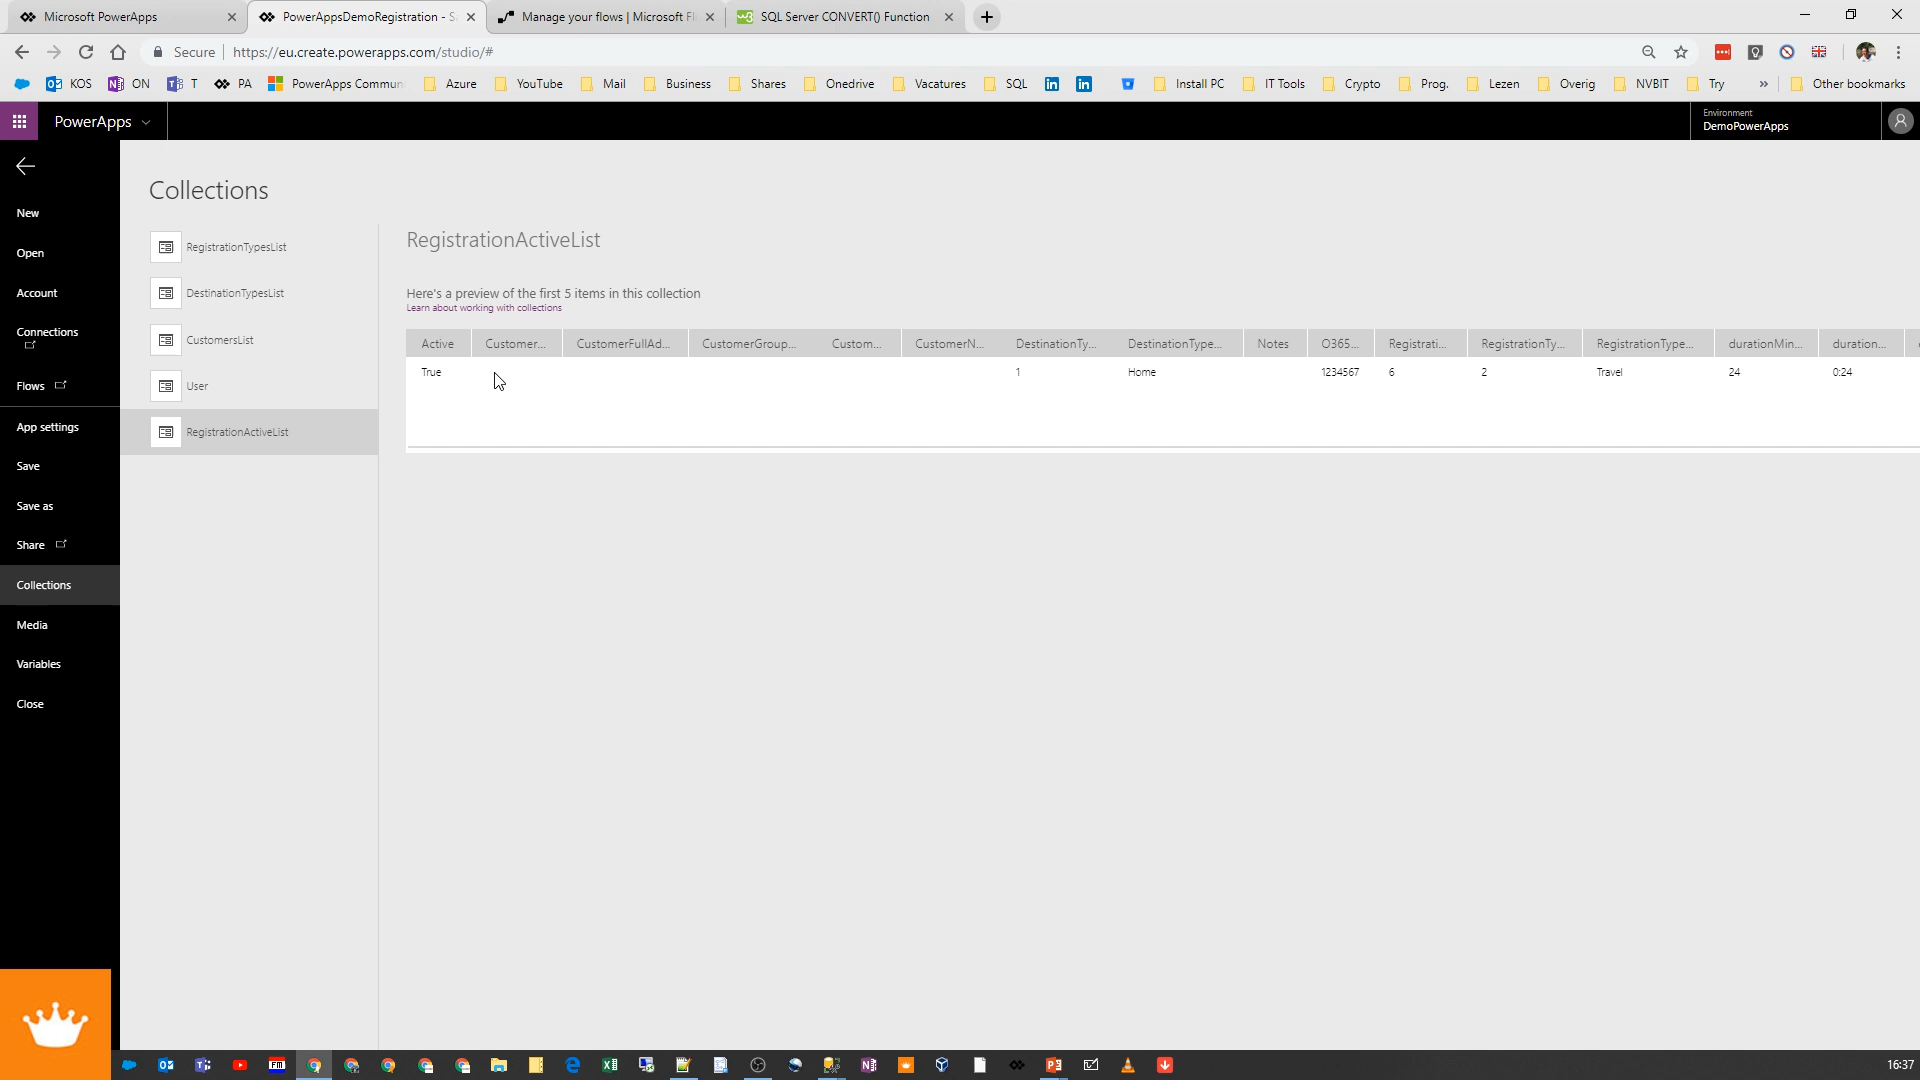 Microsoft PowerApps
PowerAppsDemoRegistration - S
Manage your flows | Microsoft Fl
SQL Server CONVERT() Function
Secure
https://eu.create.powerapps.com/studio/#
KOS
ON
T
PA
PowerApps Commun
Azure
YouTube
Mail
Business
Shares
Onedrive
Vacatures
SQL
Install PC
IT Tools
Crypto
Prog.
Lezen
Overig
NVBIT
Try
»
Other bookmarks
PowerApps
Environment
DemoPowerApps
New
Open
Account
Connections
Flows
App settings
Save
Save as
Share
Collections
Media
Variables
Close
Collections
RegistrationTypesList
DestinationTypesList
CustomersList
User
RegistrationActiveList
RegistrationActiveList
Here's a preview of the first 5 items in this collection
Learn about working with collections
Active Customer... CustomerFullAd... CustomerGroup... Custom... CustomerN... DestinationTy... DestinationType... Notes O365... Registrati... RegistrationTy... RegistrationType... durationMin... duration...
True 1 Home 1234567 6 2 Travel 24 0:24
16:37